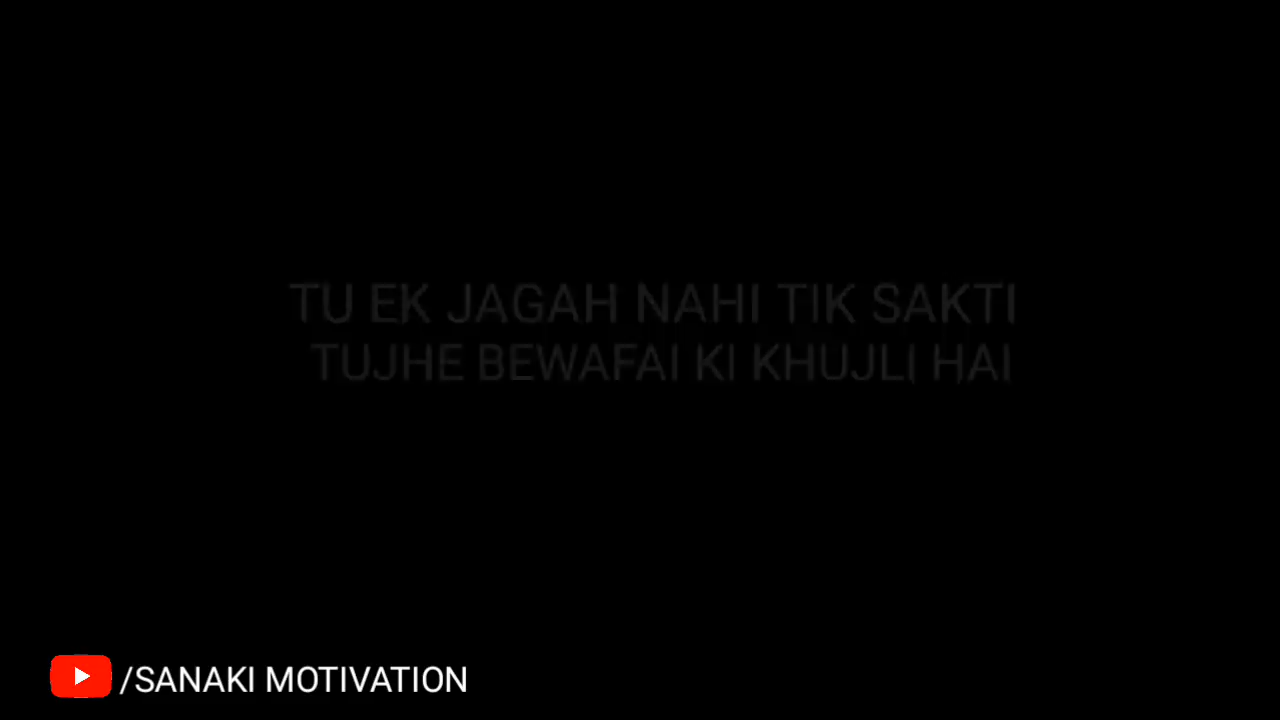 TU EK JAGAH NAHI TIK SAKTI
TUJHE BEWAFAI KI KHUJLI HAI
/SANAKI MOTIVATION